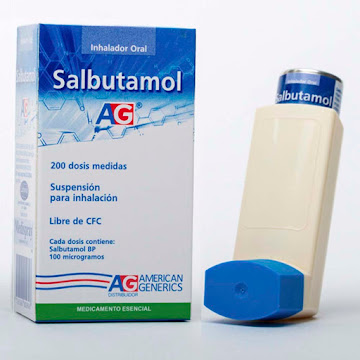 Inhalador Oral
Salbutamol
AG®
200 dosis medidas
Suspensión
para inhalación
Libre de CFC
Cada dosis contiene:
Salbutamol BP
100 microgramos
AG AMERICAN
GENERICS
DISTRIBUIDOR
MEDICAMENTO ESENCIAL
Salbutamol